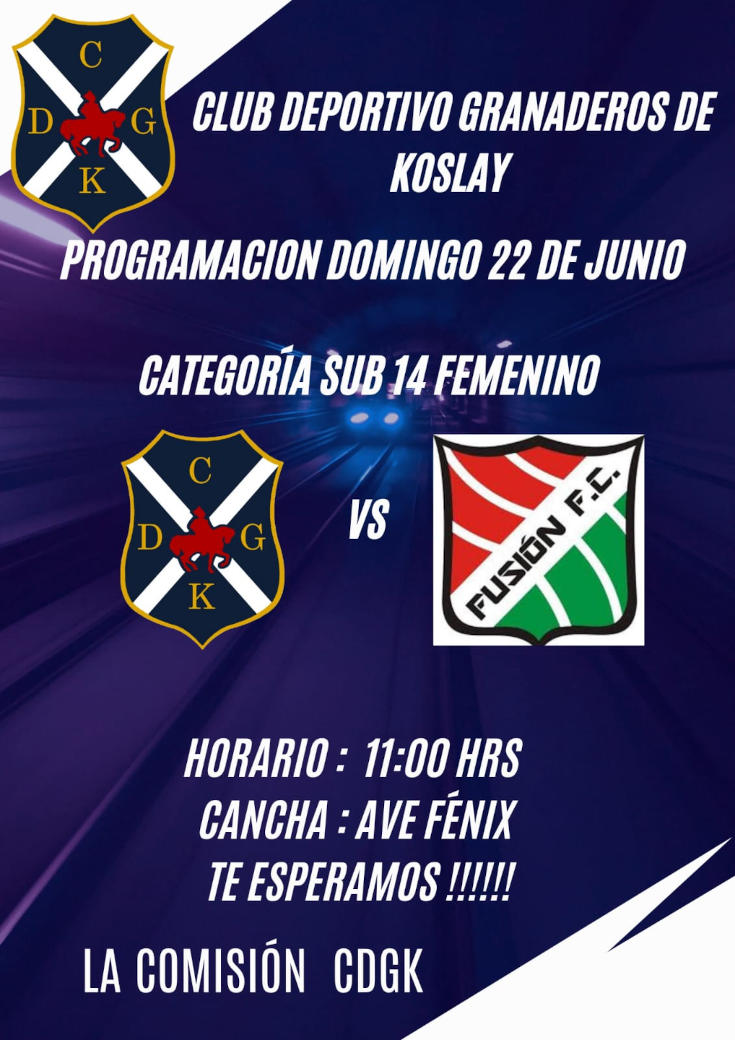 C
D G
K
CLUB DEPORTIVO GRANADEROS DE
KOSLAY
PROGRAMACION DOMINGO 22 DE JUNIO
CATEGORÍA SUB 14 FEMENINO
C
D G
K
VS
FUSIÓN F.C.
HORARIO : 11:00 HRS
CANCHA : AVE FÉNIX
TE ESPERAMOS !!!!!!
LA COMISIÓN CDGK